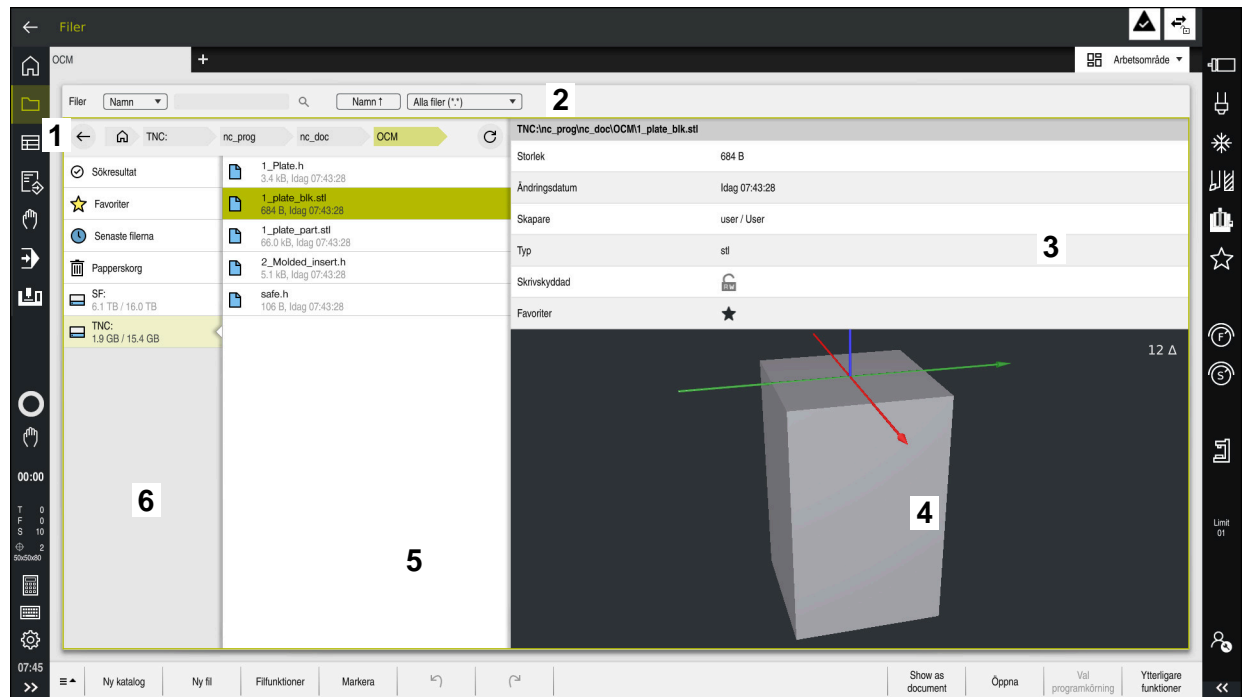 Filer
OCM
+
Arbetsområde
Filer
Namn
Namn ↑
Alla filer (*.*)
2
1
TNC:
nc_prog
nc_doc
OCM
Sökresultat
Favoriter
Senaste filerna
Papperskorg
SF:
6.1 TB / 16.0 TB
TNC:
1.9 GB / 15.4 GB
6
1_Plate.h
3.4 kB, Idag 07:43:28
1_plate_blk.stl
684 B, Idag 07:43:28
1_plate_part.stl
66.0 kB, Idag 07:43:28
2_Molded_insert.h
5.1 kB, Idag 07:43:28
safe.h
106 B, Idag 07:43:28
5
TNC:\nc_prog\nc_doc\OCM\1_plate_blk.stl
Storlek 684 B
Ändringsdatum Idag 07:43:28
Skapare user / User
Typ stl
3
Skrivskyddad RW
Favoriter
12 Δ
4
00:00
T 0
F 0
S 10
2
50x50x80
07:45
>>
F
S
Limit
01
<<
Ny katalog
Ny fil
Filfunktioner
Markera
Show as
document
Öppna
Val
programkörning
Ytterligare
funktioner